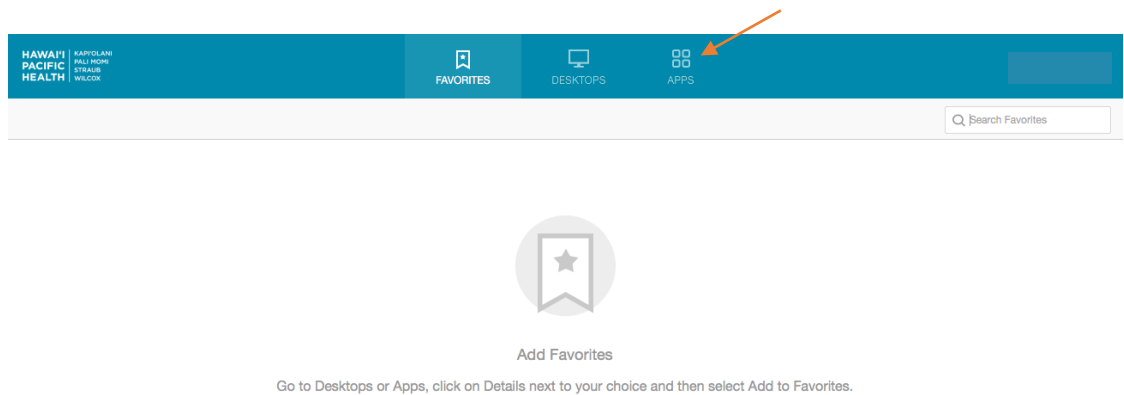 HAWAI'I
PACIFIC
HEALTH
KAPI'OLANI
PALI MOMI
STRAUB
WILCOX
FAVORITES
DESKTOPS
APPS
Search Favorites
Add Favorites
Go to Desktops or Apps, click on Details next to your choice and then select Add to Favorites.